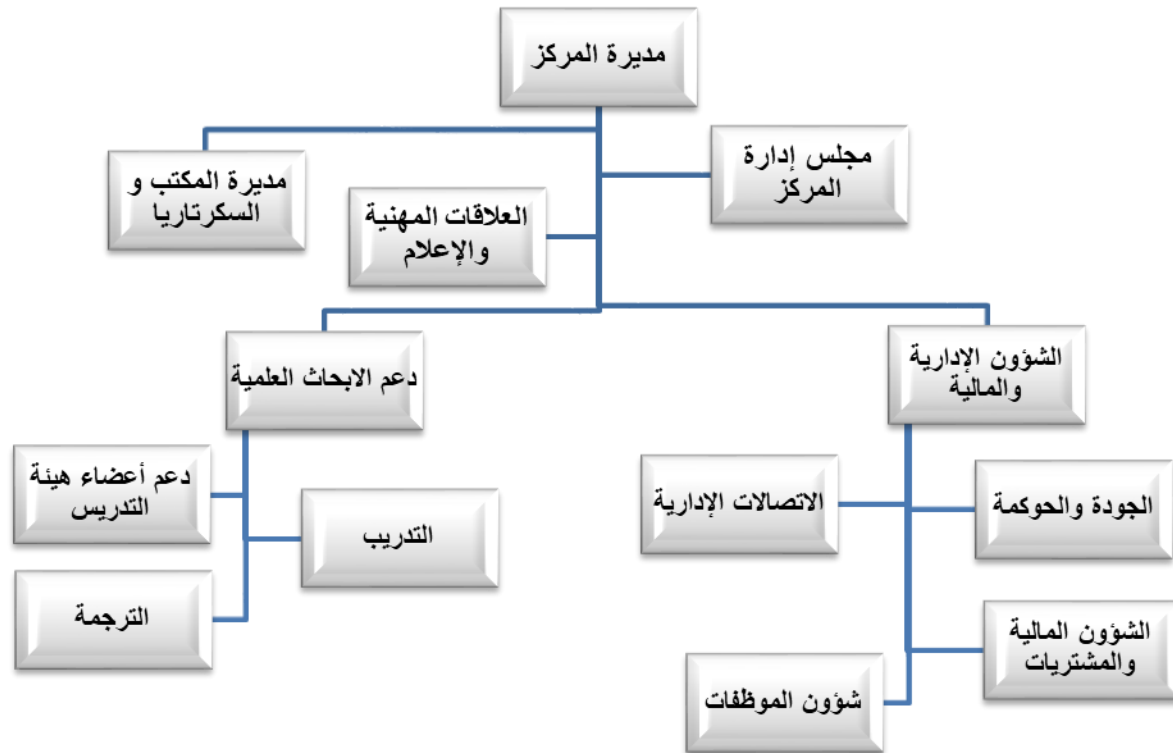 مديرة المركز
مجلس إدارة
المركز
مديرة المكتب و
السكرتاريا
العلاقات المهنية
والإعلام
الشؤون الإدارية
والمالية
دعم الابحاث العلمية
الجودة والحوكمة
الاتصالات الإدارية
الشؤون المالية
والمشتريات
شؤون الموظفات
دعم أعضاء هيئة
التدريس
التدريب
الترجمة